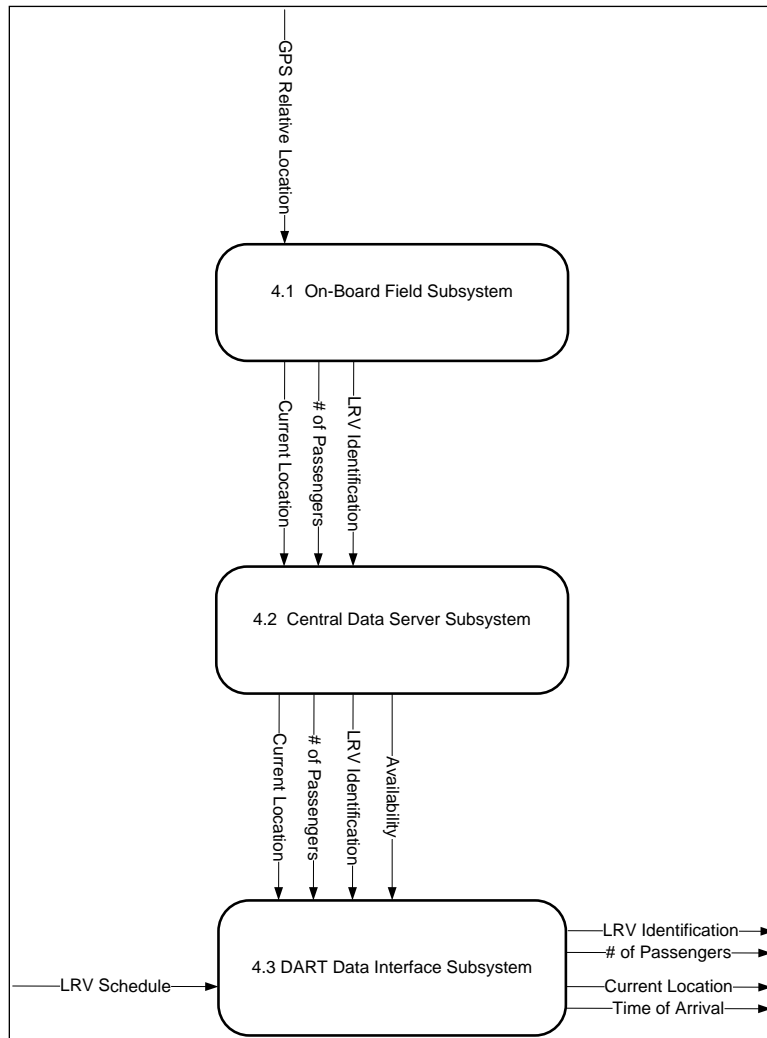 GPS Relative Location
4.1  On-Board Field Subsystem
Current Location
# of Passengers
LRV Identification
4.2  Central Data Server Subsystem
Current Location
# of Passengers
LRV Identification
Availability
4.3 DART Data Interface Subsystem
LRV Schedule
LRV Identification
# of Passengers
Current Location
Time of Arrival